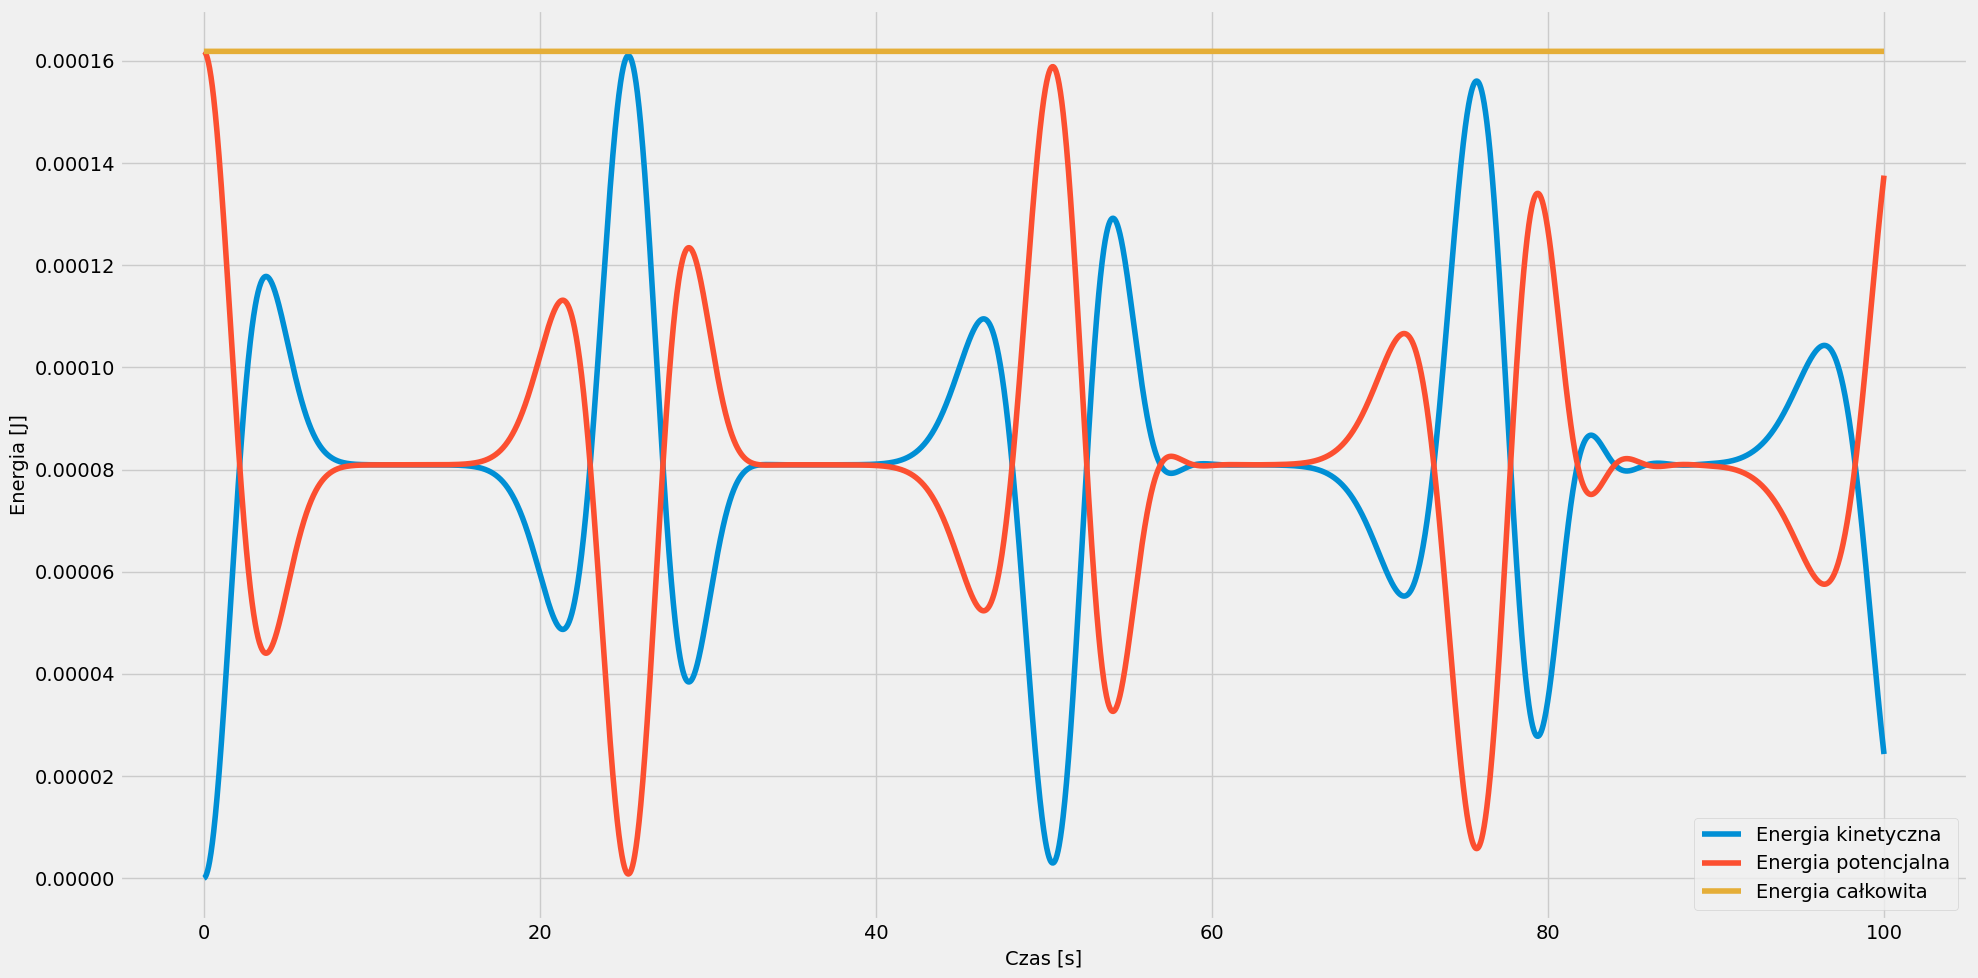 Energia [J]
0.00016
0.00014
0.00012
0.00010
0.00008
0.00006
0.00004
0.00002
0.00000
0 20 40 60 80 100
Czas [s]
Energia kinetyczna
Energia potencjalna
Energia całkowita